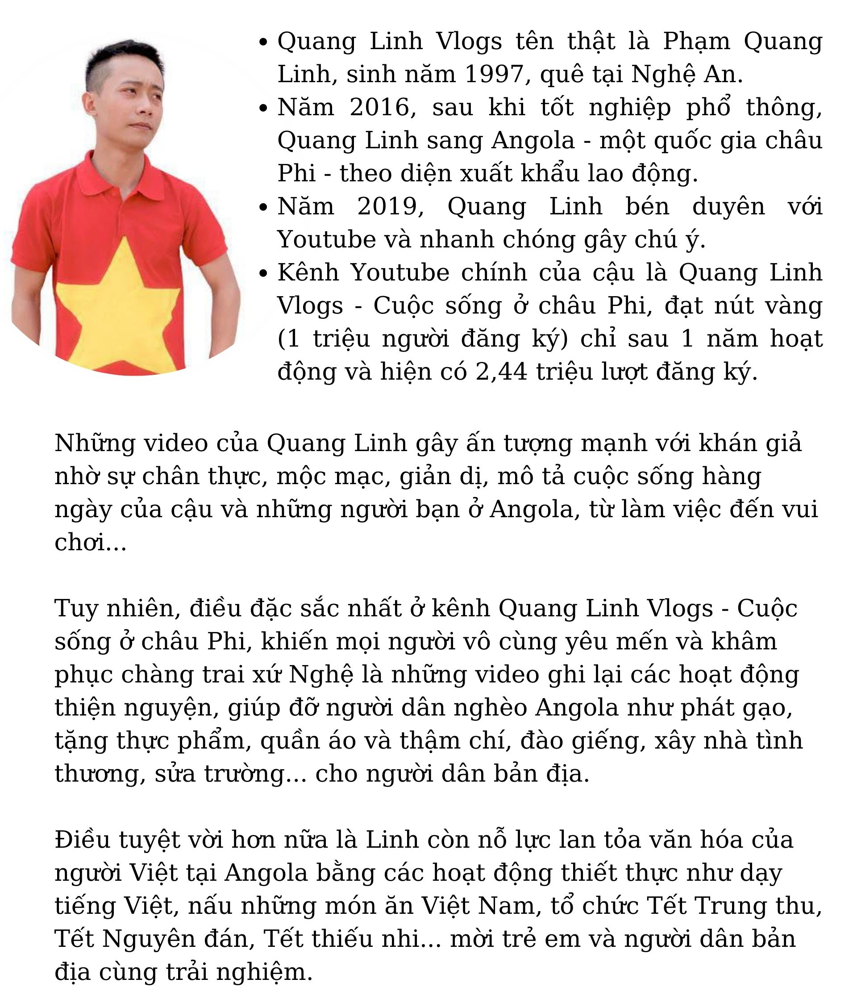 • Quang Linh Vlogs tên thật là Phạm Quang
Linh, sinh năm 1997, quê tại Nghệ An.
• Năm 2016, sau khi tốt nghiệp phổ thông,
Quang Linh sang Angola - một quốc gia châu
Phi - theo diện xuất khẩu lao động.
• Năm 2019, Quang Linh bén duyên với
Youtube và nhanh chóng gây chú ý.
• Kênh Youtube chính của cậu là Quang Linh
Vlogs - Cuộc sống ở châu Phi, đạt nút vàng
(1 triệu người đăng ký) chỉ sau 1 năm hoạt
động và hiện có 2,44 triệu lượt đăng ký.
Những video của Quang Linh gây ấn tượng mạnh với khán giả
nhờ sự chân thực, mộc mạc, giản dị, mô tả cuộc sống hàng
ngày của cậu và những người bạn ở Angola, từ làm việc đến vui
chơi...
Tuy nhiên, điều đặc sắc nhất ở kênh Quang Linh Vlogs - Cuộc
sống ở châu Phi, khiến mọi người vô cùng yêu mến và khâm
phục chàng trai xứ Nghệ là những video ghi lại các hoạt động
thiện nguyện, giúp đỡ người dân nghèo Angola như phát gạo,
tặng thực phẩm, quần áo và thậm chí, đào giếng, xây nhà tình
thương, sửa trường... cho người dân bản địa.
Điều tuyệt vời hơn nữa là Linh còn nỗ lực lan tỏa văn hóa của
người Việt tại Angola bằng các hoạt động thiết thực như dạy
tiếng Việt, nấu những món ăn Việt Nam, tổ chức Tết Trung thu,
Tết Nguyên đán, Tết thiếu nhi... mời trẻ em và người dân bản
địa cùng trải nghiệm.